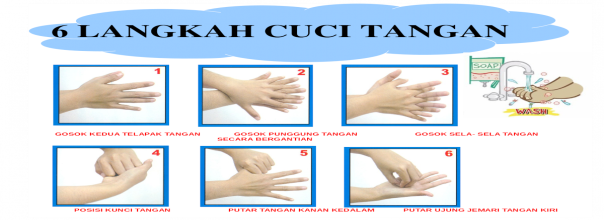 6 LANGKAH CUCI TANGAN
SOAP
WASH
1
2
3
GOSOK KEDUA TELAPAK TANGAN
GOSOK PUNGGUNG TANGAN
SECARA BERGANTIAN
GOSOK SELA- SELA TANGAN
4
5
6
POSISI KUNCI TANGAN
PUTAR TANGAN KANAN KEDALAM
PUTAR UJUNG JEMARI TANGAN KIRI